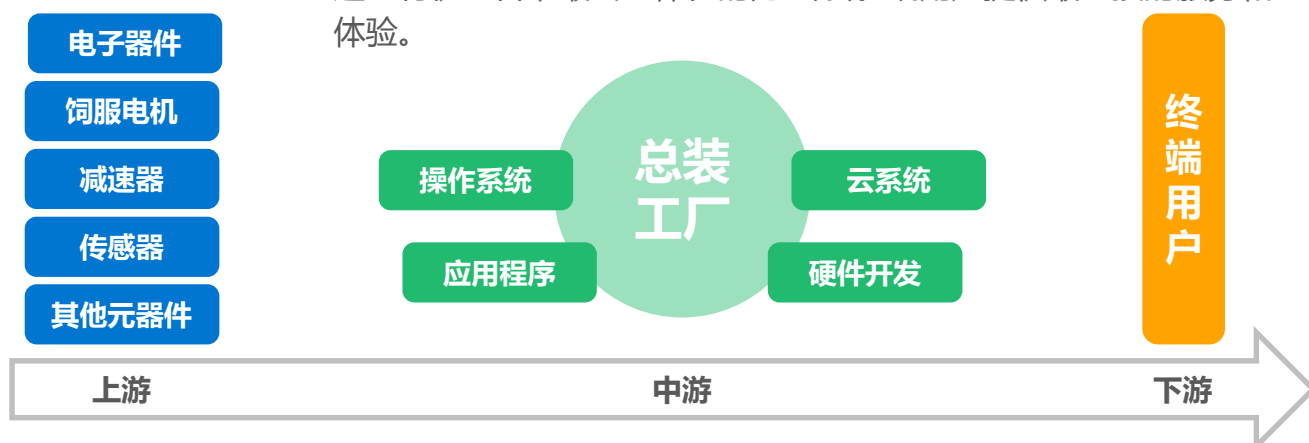 体验。
电子器件
饲服电机
减速器
传感器
其他元器件
操作系统
应用程序
总装
工厂
云系统
硬件开发
终端用户
上游
中游
下游